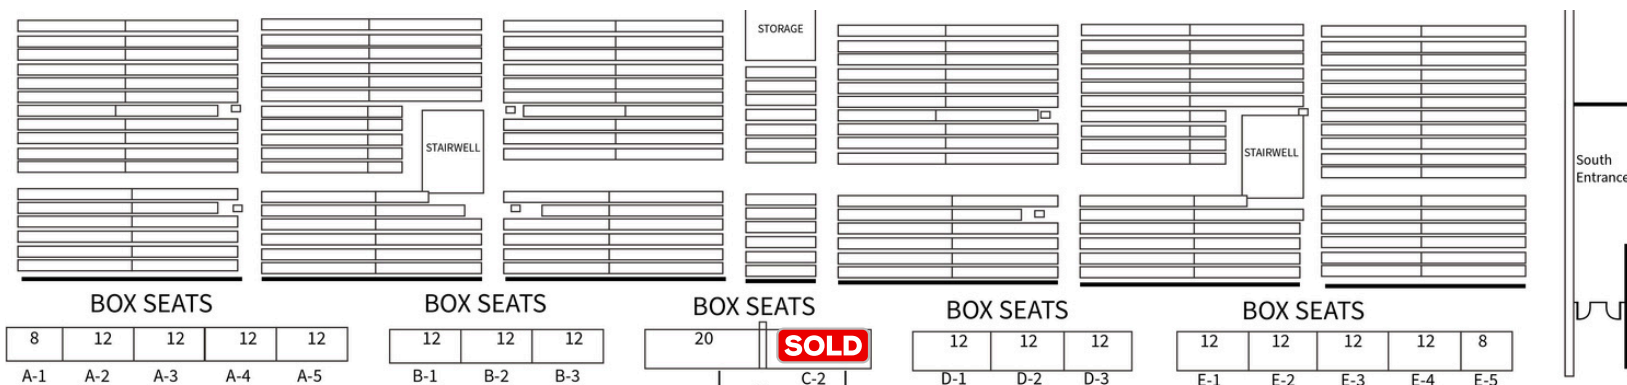 STORAGE
STAIRWELL
STAIRWELL
South
Entrance
BOX SEATS
BOX SEATS
BOX SEATS
BOX SEATS
BOX SEATS
8 12 12 12 12
12 12 12
20 SOLD
12 12 12
12 12 12 12 8
A-1 A-2 A-3 A-4 A-5
B-1 B-2 B-3
C-2
D-1 D-2 D-3
E-1 E-2 E-3 E-4 E-5